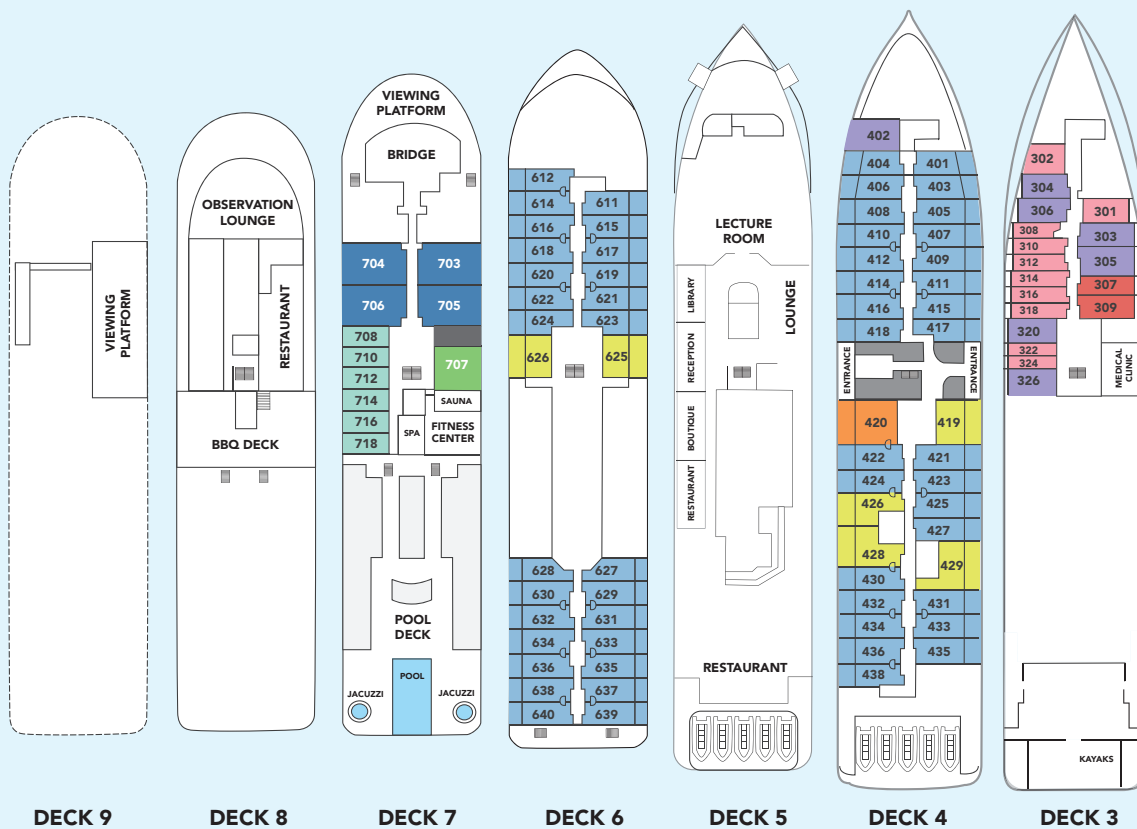 VIEWING
PLATFORM
DECK 9
OBSERVATION
LOUNGE
RESTAURANT
BBQ DECK
DECK 8
VIEWING
PLATFORM
BRIDGE
704
703
706
705
708
710
707
712
714
SAUNA
716
SPA
FITNESS
CENTER
718
POOL
DECK
POOL
JACUZZI
JACUZZI
DECK 7
612
614
611
616
615
618
617
620
619
622
621
624
623
626
625
628
627
630
629
632
631
634
633
636
635
638
637
640
639
DECK 6
LECTURE
ROOM
LIBRARY
LOUNGE
RECEPTION
BOUTIQUE
RESTAURANT
RESTAURANT
DECK 5
402
404
401
406
403
408
405
410
407
412
409
414
411
416
415
418
417
ENTRANCE
ENTRANCE
420
419
422
421
424
423
426
425
427
428
429
430
432
431
434
433
436
435
438
DECK 4
302
304
306
301
308
303
310
312
305
314
307
316
318
309
320
322
324
326
MEDICAL
CLINIC
KAYAKS
DECK 3